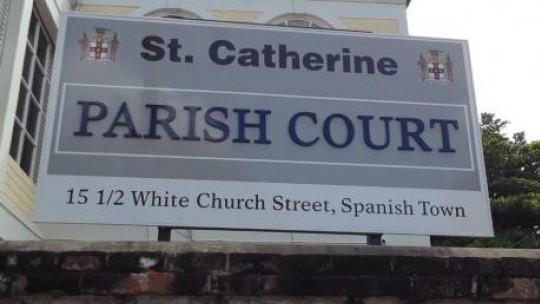 St. Catherine
PARISH COURT
15 1/2 White Church Street, Spanish Town